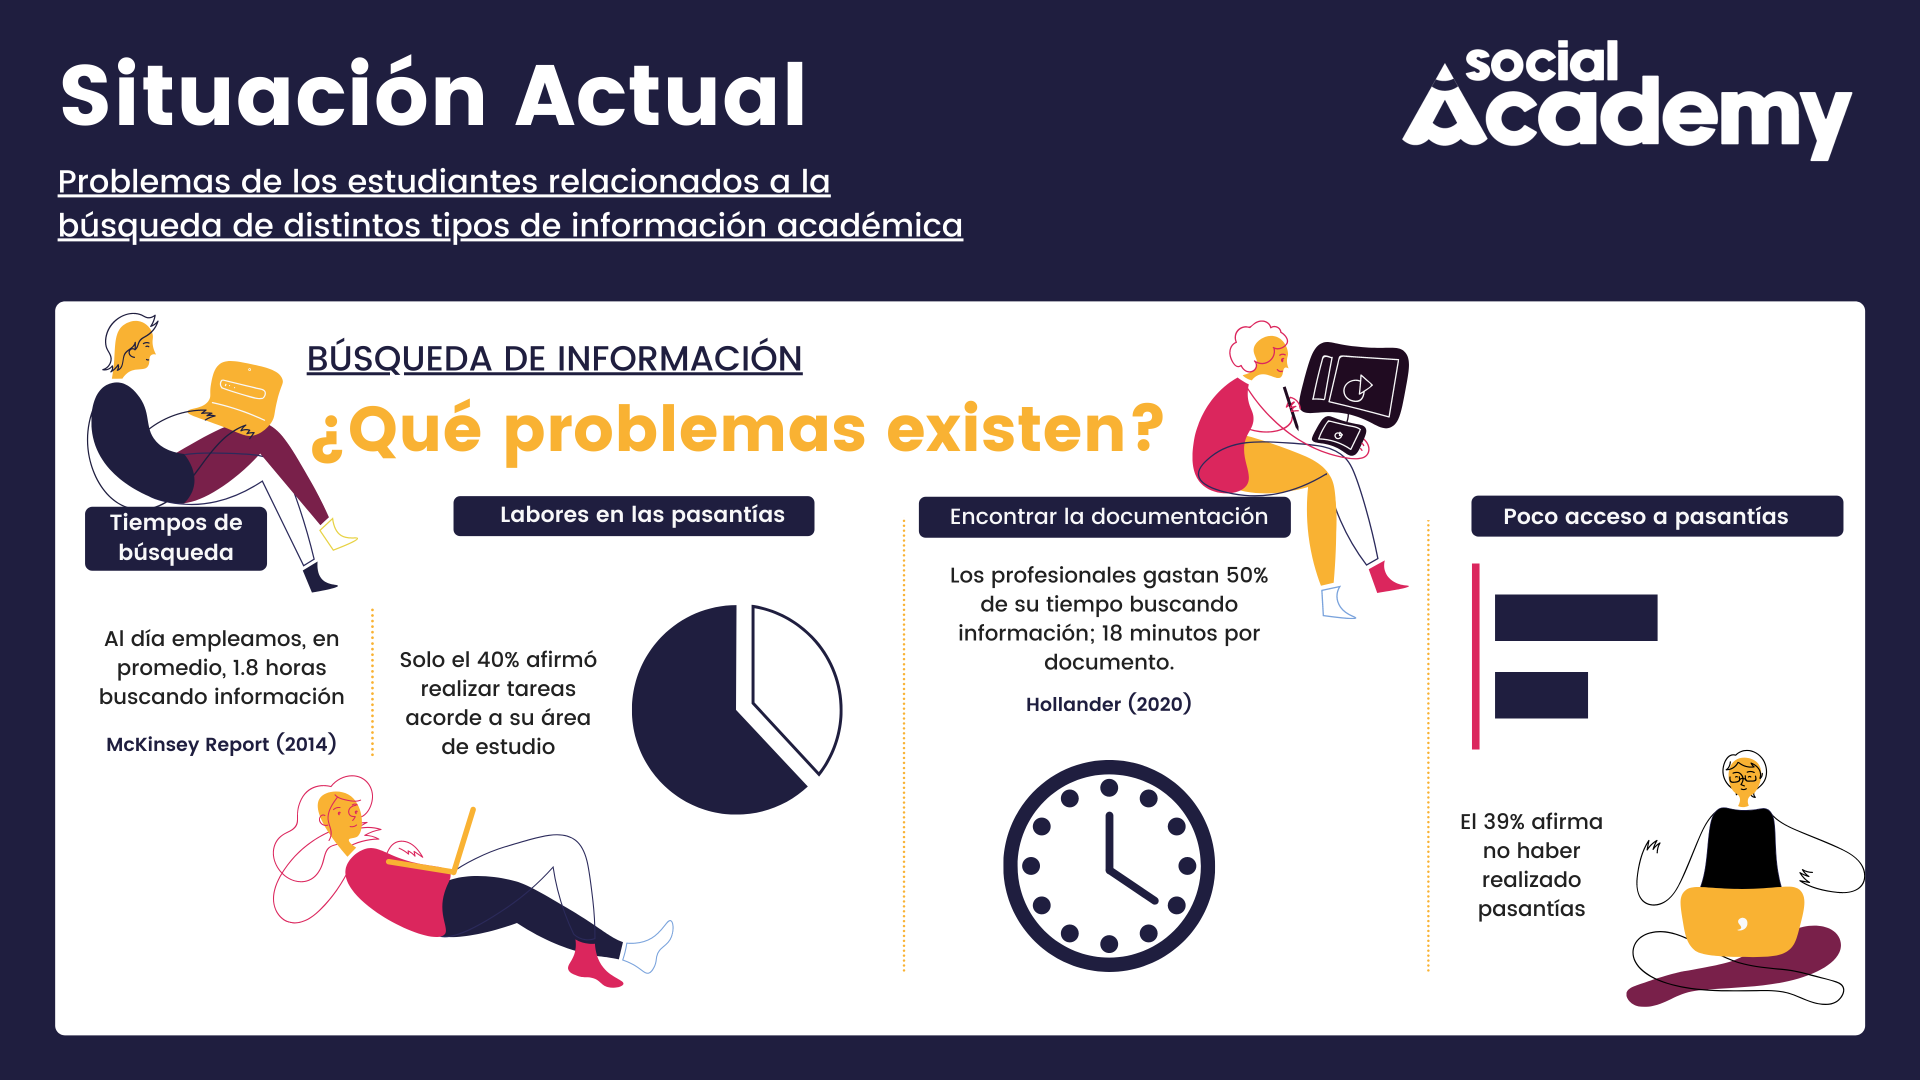 Situación Actual
social
Academy
Problemas de los estudiantes relacionados a la
búsqueda de distintos tipos de información académica
BÚSQUEDA DE INFORMACIÓN
¿Qué problemas existen?
Tiempos de
búsqueda
Al día empleamos, en
promedio, 1.8 horas
buscando información
McKinsey Report (2014)
Labores en las pasantías
Solo el 40% afirmó
realizar tareas
acorde a su área
de estudio
Encontrar la documentación
Los profesionales gastan 50%
de su tiempo buscando
información; 18 minutos por
documento.
Hollander (2020)
Poco acceso a pasantías
El 39% afirma
no haber
realizado
pasantías